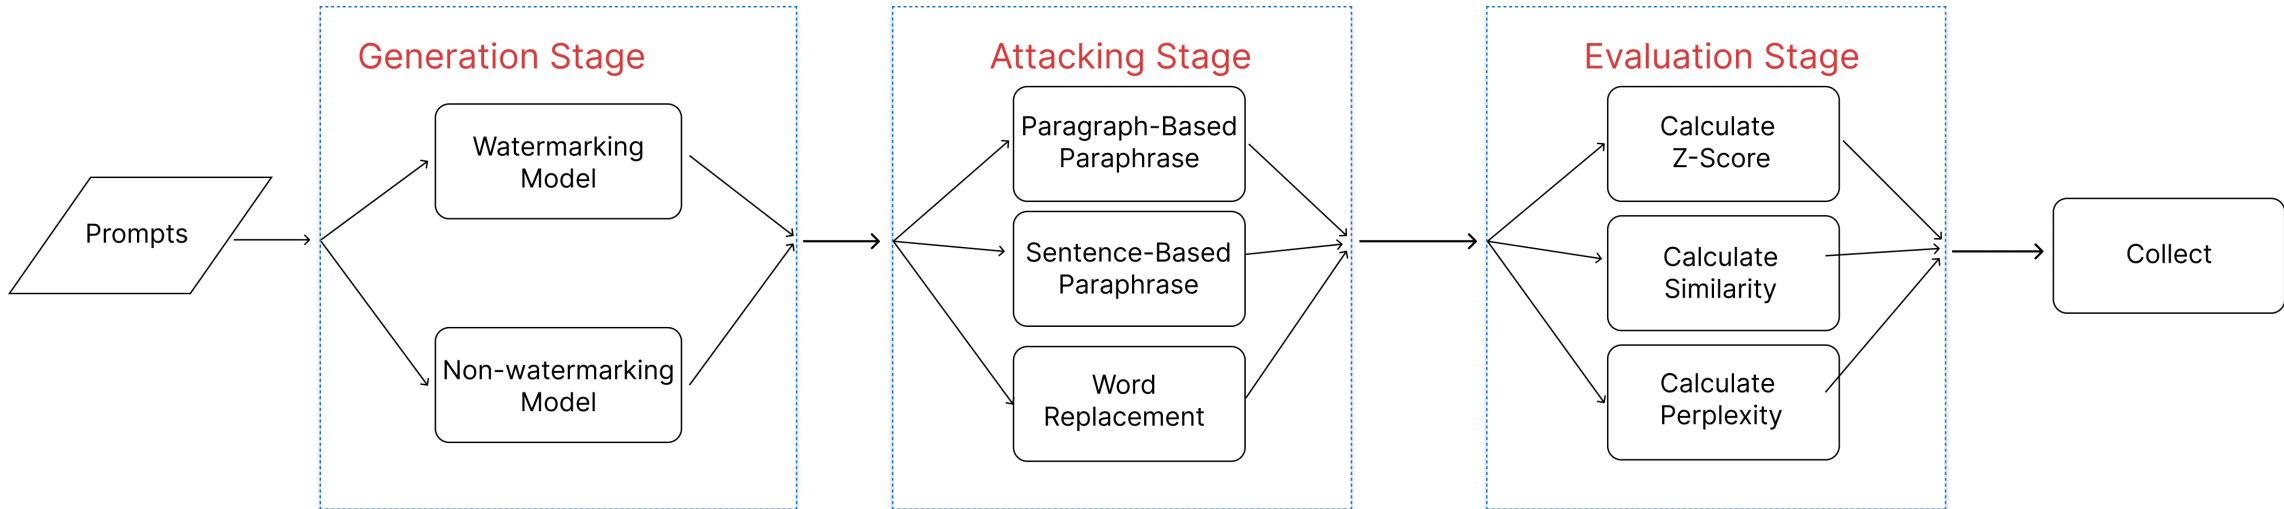 Prompts
Generation Stage
Watermarking
Model
Non-watermarking
Model
Attacking Stage
Paragraph-Based
Paraphrase
Sentence-Based
Paraphrase
Word
Replacement
Evaluation Stage
Calculate
Z-Score
Calculate
Similarity
Calculate
Perplexity
Collect